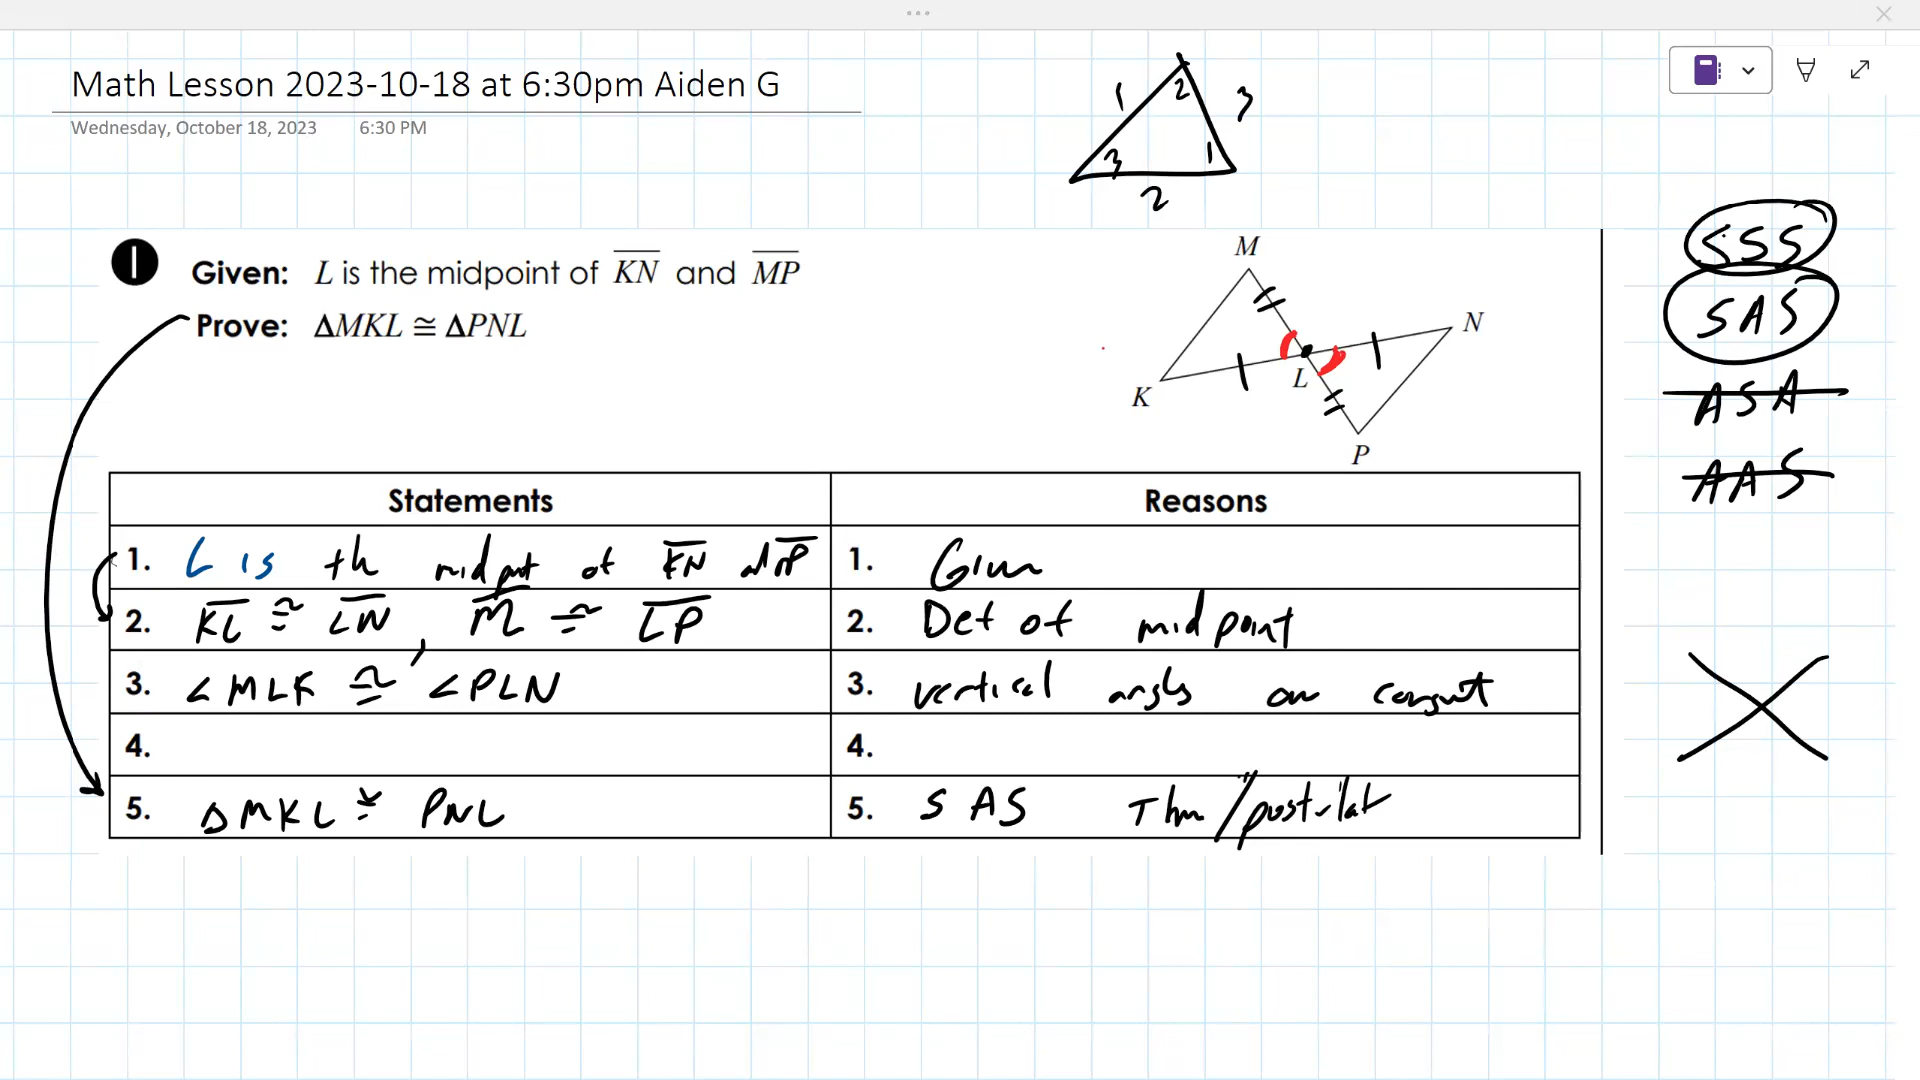 Math Lesson 2023-10-18 at 6:30pm Aiden G
Wednesday, October 18, 2023 6:30 PM
1 2 3
3 1
2
1 Given: L is the midpoint of KN and MP
Prove: ΔMKL ≅ ΔPNL
M
N
K
L
P
SSS
SAS
ASA
AAS
Statements Reasons
1. L is the midpoint of KN and MP 1. Given
2. KL ≅ LN, ML ≅ LP 2. Def of midpoint
3. ∠MLK ≅ ∠PLN 3. vertical angles are congruent
4. 4.
5. ΔMKL ≅ PNL 5. SAS Thm/postulate